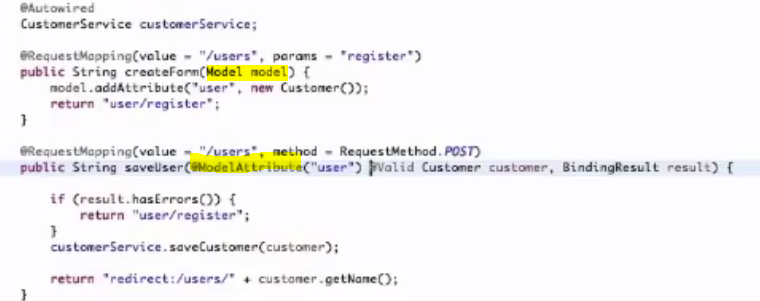 @Autowired
CustomerService customerService;
@RequestMapping(value = "/users", params = "register")
public String createForm(Model model) {
model.addAttribute("user", new Customer());
return "user/register";
}
@RequestMapping(value = "/users", method = RequestMethod.POST)
public String saveUser(@ModelAttribute("user") @Valid Customer customer, BindingResult result) {
if (result.hasErrors()) {
return "user/register";
}
customerService.saveCustomer(customer);
return "redirect:/users/" + customer.getName();
}